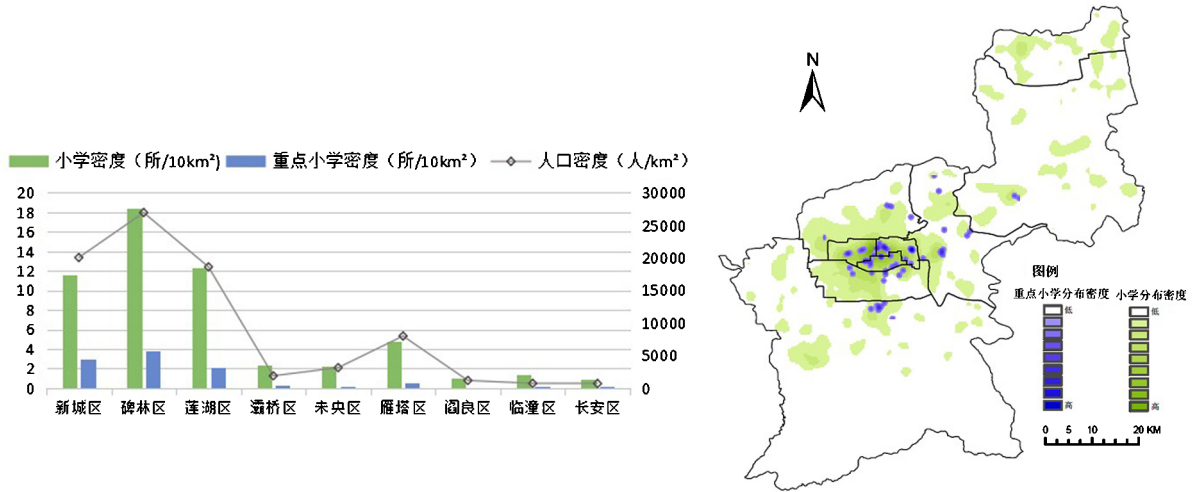 小学密度（所/10km²) 重点小学密度（所/10km²） 人口密度（人/km²）
20 30000
18
16 25000
14
12 20000
10 15000
8
6 10000
4 5000
2
0 0
新城区 碑林区 莲湖区 灞桥区 未央区 雁塔区 阎良区 临潼区 长安区
N
图例
重点小学分布密度 小学分布密度
低 低
高 高
0 5 10 20 KM